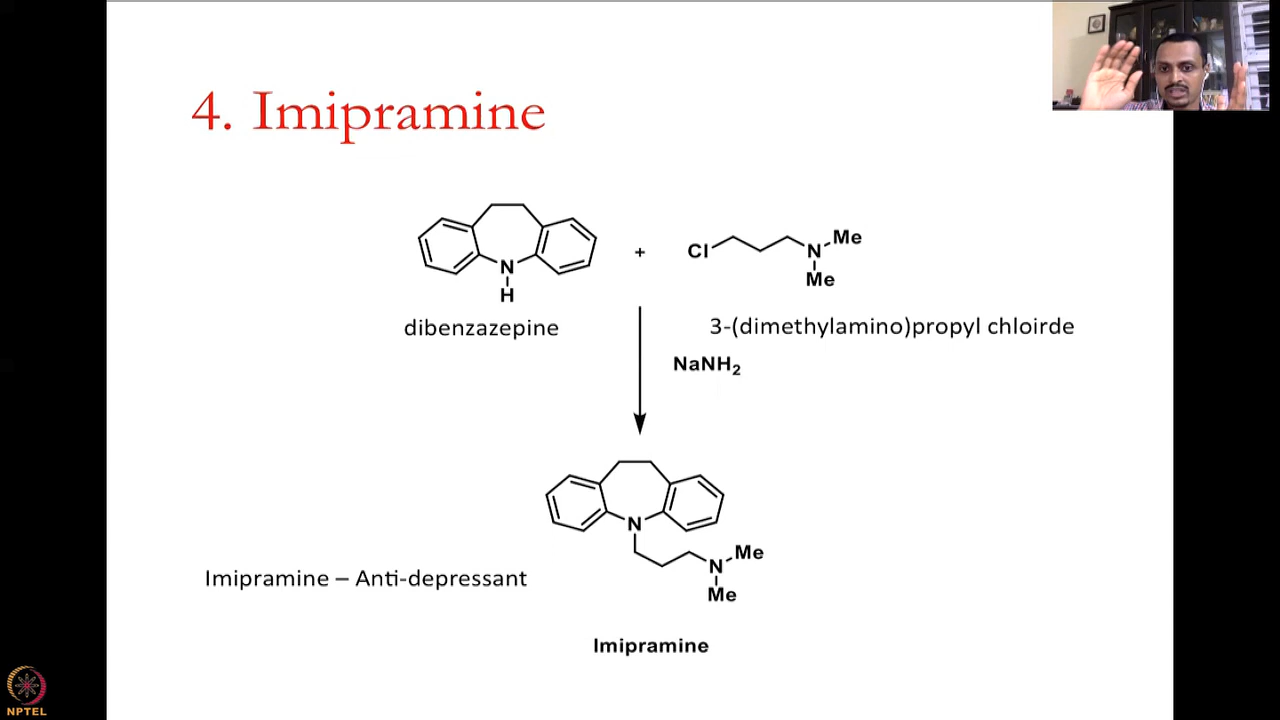 4. Imipramine
N
H
+
Cl
N
Me
Me
dibenzazepine
3-(dimethylamino)propyl chloirde
NaNH₂
N
N
Me
Me
Imipramine – Anti-depressant
Imipramine
NPTEL